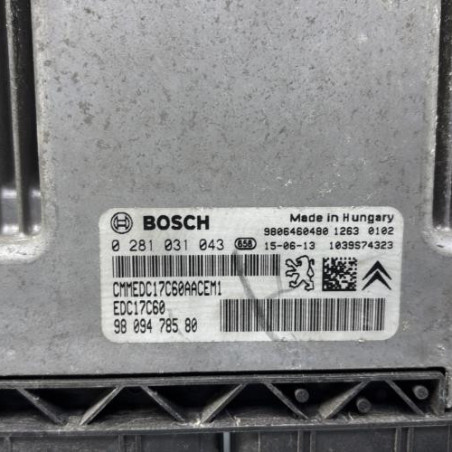 BOSCH
Made in Hungary
9806460480 1263 0102
0 281 031 043 658 15-06-13 1039S74323
CMMEDC17C60AACEM1
EDC17C60
98 094 785 80